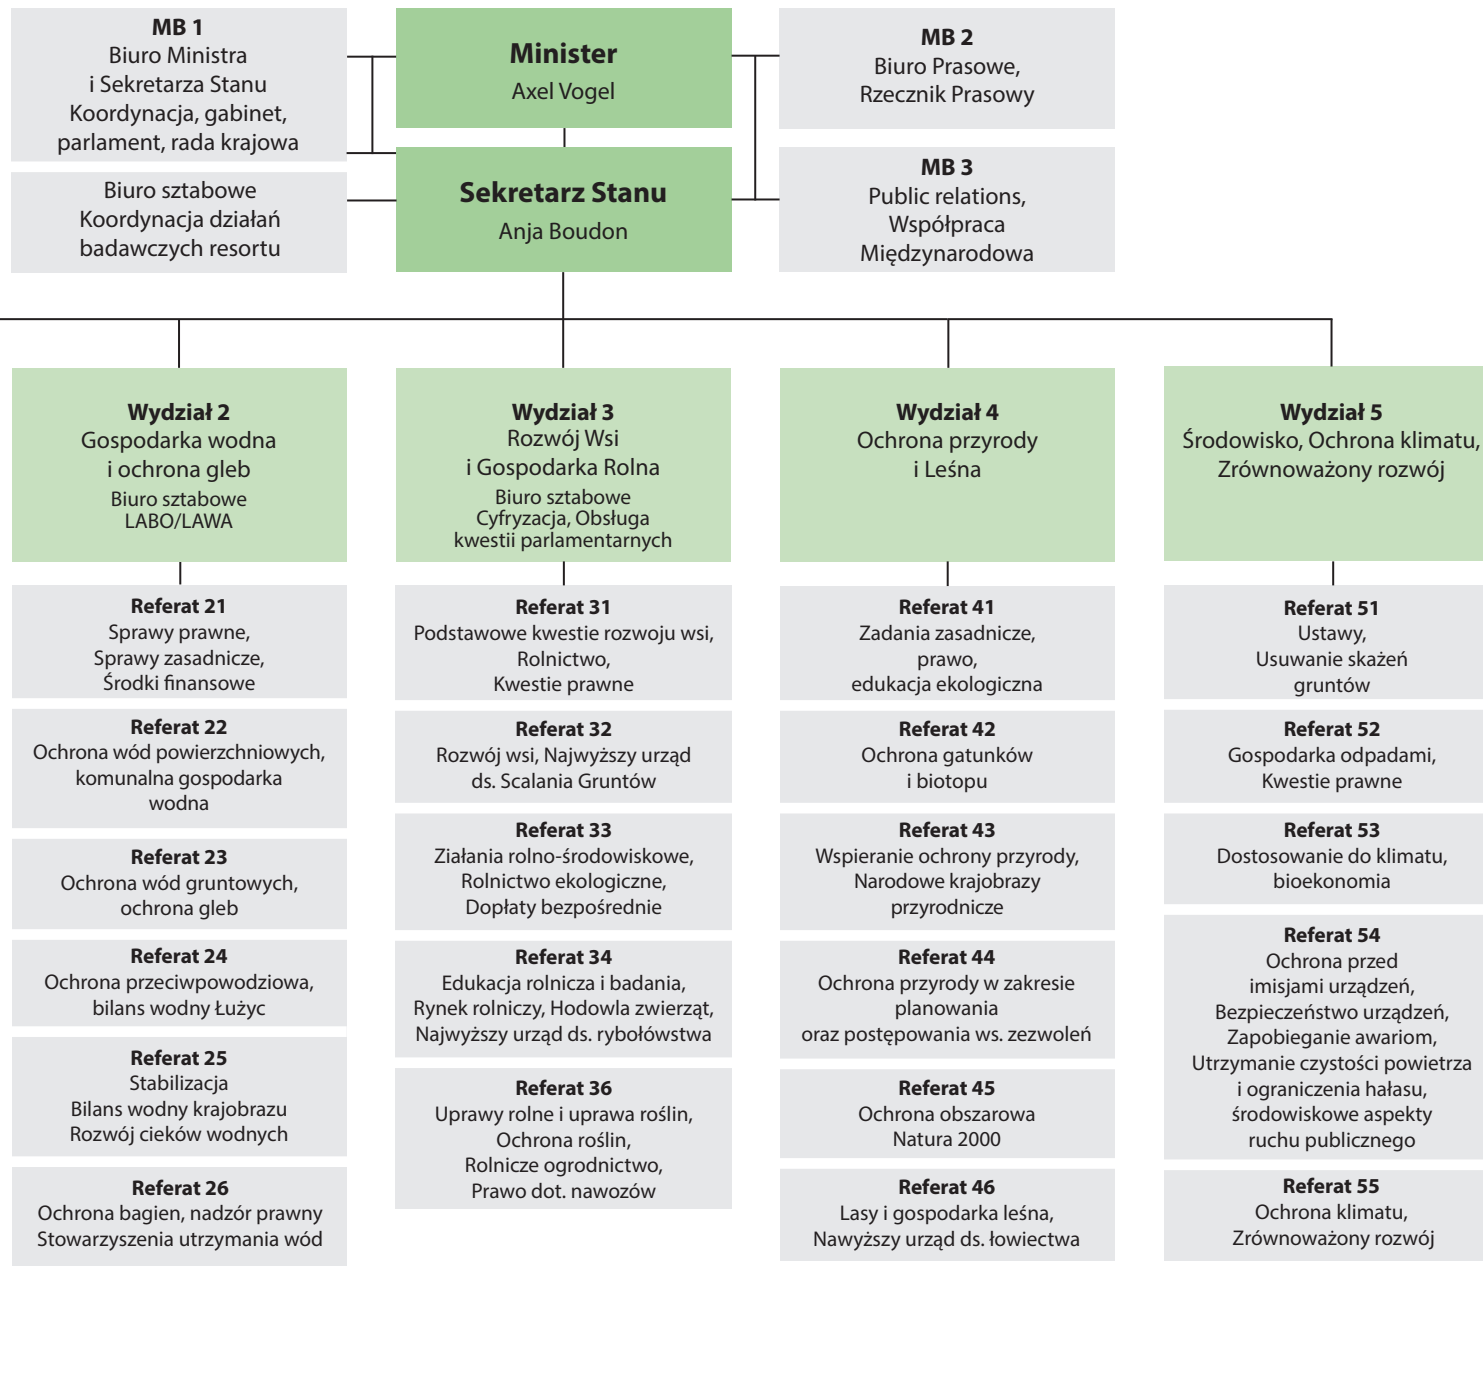 MB 1
Biuro Ministra
i Sekretarza Stanu
Koordynacja, gabinet,
parlament, rada krajowa
Biuro sztabowe
Koordynacja działań
badawczych resortu
Minister
Axel Vogel
Sekretarz Stanu
Anja Boudon
MB 2
Biuro Prasowe,
Rzecznik Prasowy
MB 3
Public relations,
Współpraca
Międzynarodowa
Wydział 2
Gospodarka wodna
i ochrona gleb
Biuro sztabowe
LABO/LAWA
Referat 21
Sprawy prawne,
Sprawy zasadnicze,
Środki finansowe
Referat 22
Ochrona wód powierzchniowych,
komunalna gospodarka
wodna
Referat 23
Ochrona wód gruntowych,
ochrona gleb
Referat 24
Ochrona przeciwpowodziowa,
bilans wodny Łużyc
Referat 25
Stabilizacja
Bilans wodny krajobrazu
Rozwój cieków wodnych
Referat 26
Ochrona bagien, nadzór prawny
Stowarzyszenia utrzymania wód
Wydział 3
Rozwój Wsi
i Gospodarka Rolna
Biuro sztabowe
Cyfryzacja, Obsługa
kwestii parlamentarnych
Referat 31
Podstawowe kwestie rozwoju wsi,
Rolnictwo,
Kwestie prawne
Referat 32
Rozwój wsi, Najwyższy urząd
ds. Scalania Gruntów
Referat 33
Ziałania rolno-środowiskowe,
Rolnictwo ekologiczne,
Dopłaty bezpośrednie
Referat 34
Edukacja rolnicza i badania,
Rynek rolniczy, Hodowla zwierząt,
Najwyższy urząd ds. rybołówstwa
Referat 36
Uprawy rolne i uprawa roślin,
Ochrona roślin,
Rolnicze ogrodnictwo,
Prawo dot. nawozów
Wydział 4
Ochrona przyrody
i Leśna
Referat 41
Zadania zasadnicze,
prawo,
edukacja ekologiczna
Referat 42
Ochrona gatunków
i biotopu
Referat 43
Wspieranie ochrony przyrody,
Narodowe krajobrazy
przyrodnicze
Referat 44
Ochrona przyrody w zakresie
planowania
oraz postępowania ws. zezwoleń
Referat 45
Ochrona obszarowa
Natura 2000
Referat 46
Lasy i gospodarka leśna,
Nawyższy urząd ds. łowiectwa
Wydział 5
Środowisko, Ochrona klimatu,
Zrównoważony rozwój
Referat 51
Ustawy,
Usuwanie skażeń
gruntów
Referat 52
Gospodarka odpadami,
Kwestie prawne
Referat 53
Dostosowanie do klimatu,
bioekonomia
Referat 54
Ochrona przed
imisjami urządzeń,
Bezpieczeństwo urządzeń,
Zapobieganie awariom,
Utrzymanie czystości powietrza
i ograniczenia hałasu,
środowiskowe aspekty
ruchu publicznego
Referat 55
Ochrona klimatu,
Zrównoważony rozwój